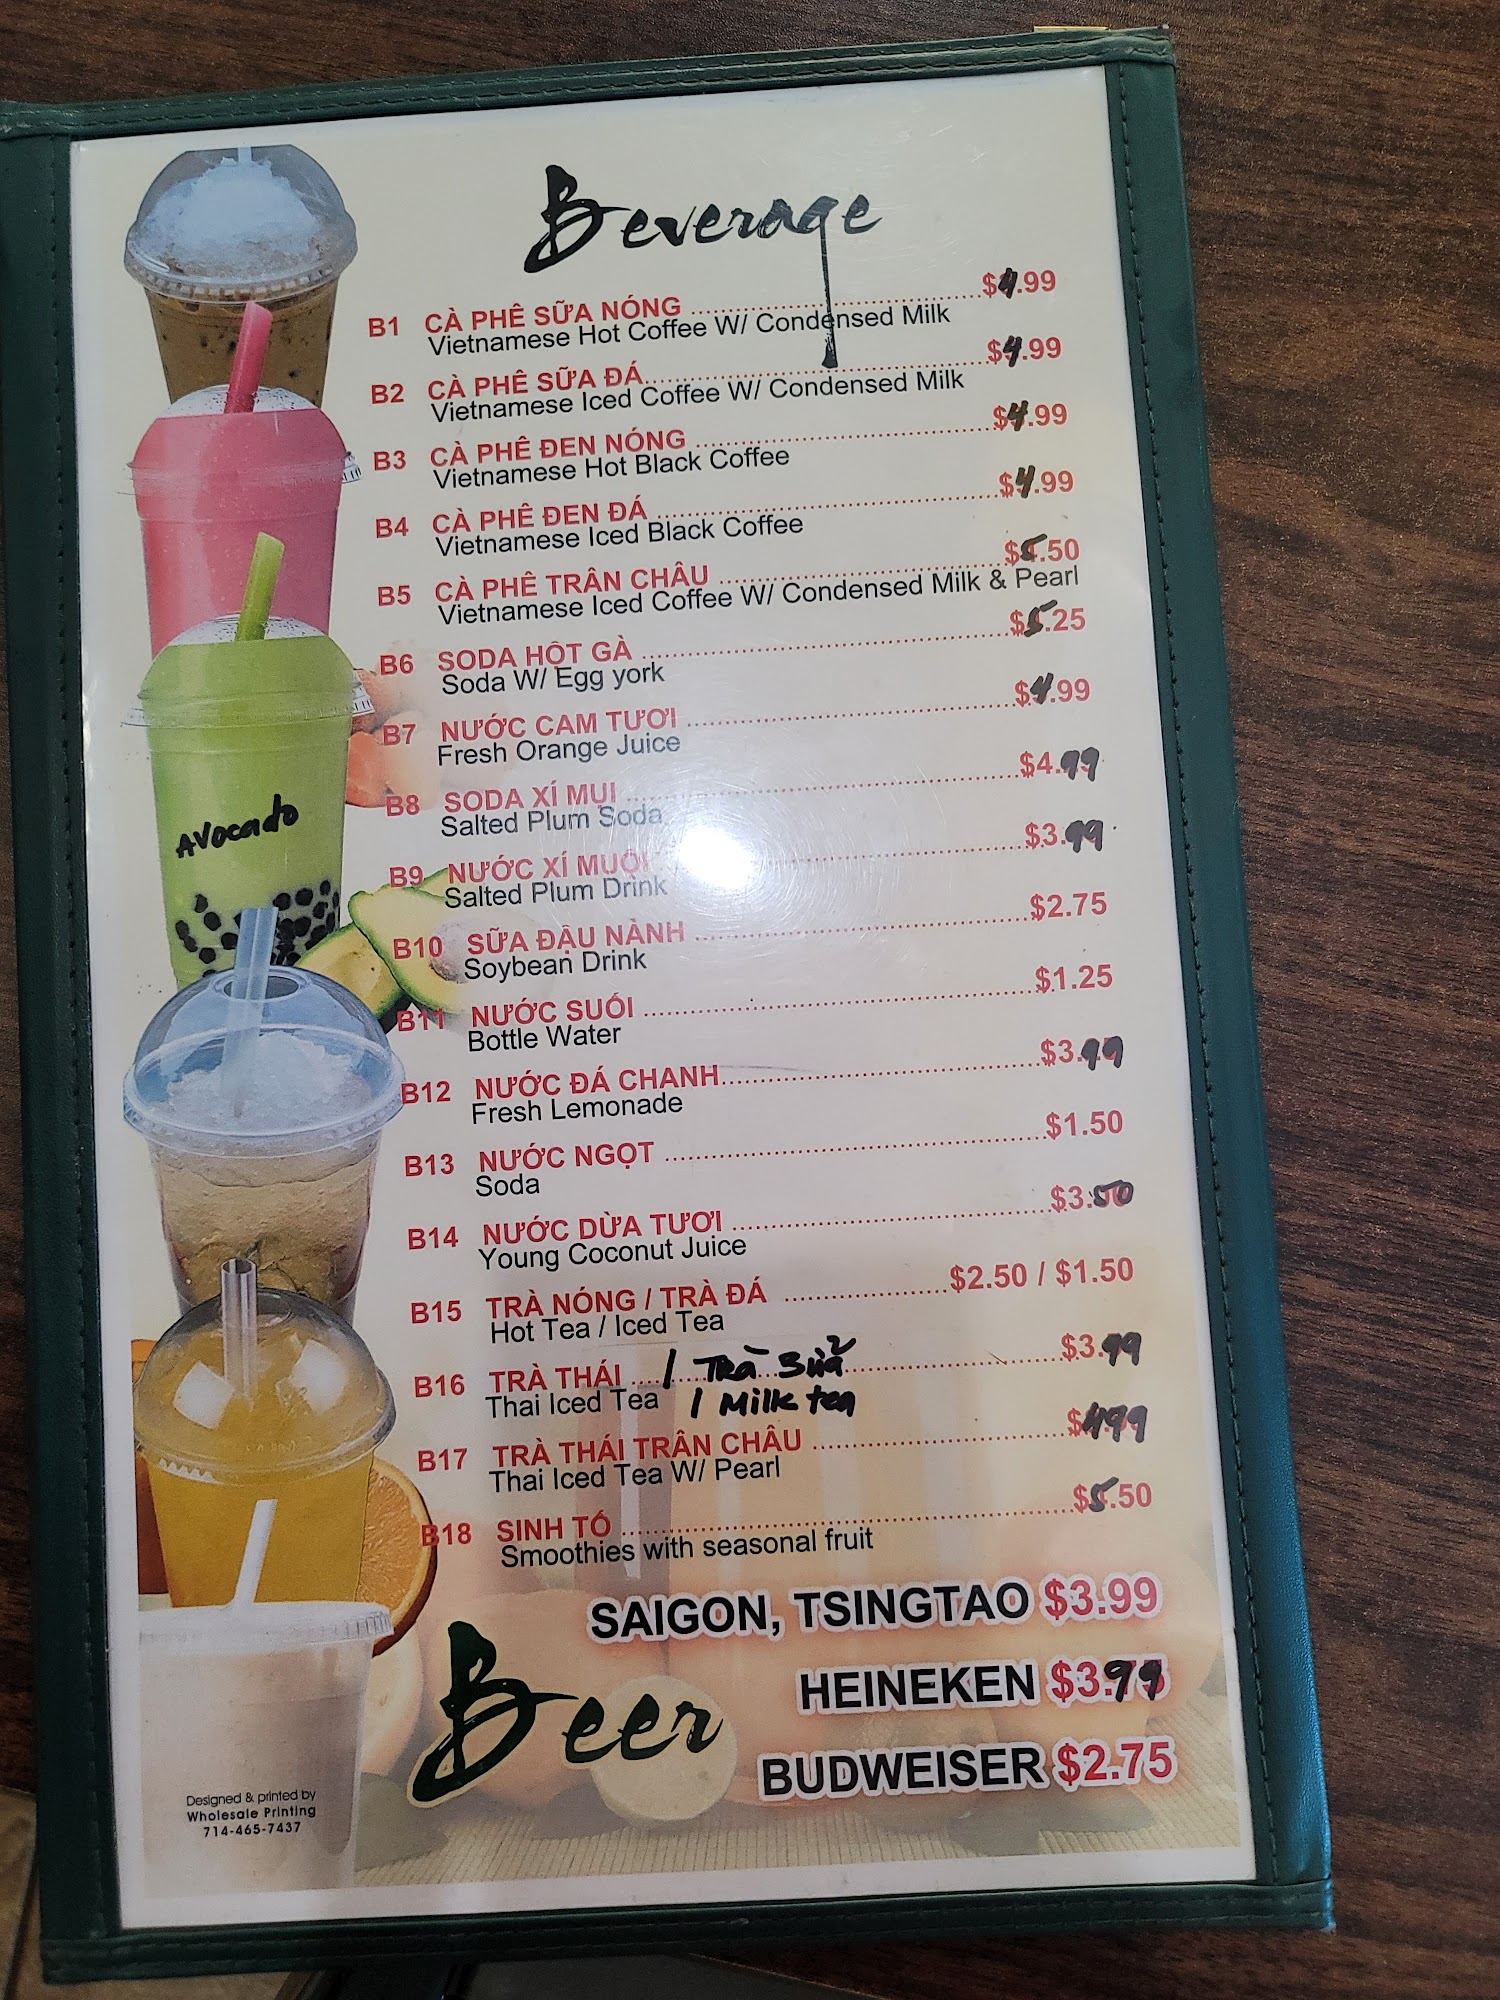 Beverage
B1 CÀ PHÊ SỮA NÓNG $4.99
Vietnamese Hot Coffee W/ Condensed Milk
B2 CÀ PHÊ SỮA ĐÁ $4.99
Vietnamese Iced Coffee W/ Condensed Milk
B3 CÀ PHÊ ĐEN NÓNG $4.99
Vietnamese Hot Black Coffee
B4 CÀ PHÊ ĐEN ĐÁ $4.99
Vietnamese Iced Black Coffee
B5 CÀ PHÊ TRÂN CHÂU $5.50
Vietnamese Iced Coffee W/ Condensed Milk & Pearl
B6 SODA HỘT GÀ $5.25
Soda W/ Egg york
B7 NƯỚC CAM TƯƠI $4.99
Fresh Orange Juice
B8 SODA XÍ MỤI $4.99
Salted Plum Soda
AVocado
B9 NƯỚC XÍ MUỘI $3.99
Salted Plum Drink
B10 SỮA ĐẬU NÀNH $2.75
Soybean Drink
B11 NƯỚC SUỐI $1.25
Bottle Water
B12 NƯỚC ĐÁ CHANH $3.99
Fresh Lemonade
B13 NƯỚC NGỌT $1.50
Soda
B14 NƯỚC DỪA TƯƠI $3.50
Young Coconut Juice
B15 TRÀ NÓNG / TRÀ ĐÁ $2.50 / $1.50
Hot Tea / Iced Tea
B16 TRÀ THÁI / Trà Sữa $3.99
Thai Iced Tea / Milk tea
B17 TRÀ THÁI TRÂN CHÂU $4.99
Thai Iced Tea W/ Pearl
B18 SINH TỐ $5.50
Smoothies with seasonal fruit
SAIGON, TSINGTAO $3.99
HEINEKEN $3.99
Beer
BUDWEISER $2.75
Designed & printed by
Wholesale Printing
714-465-7437